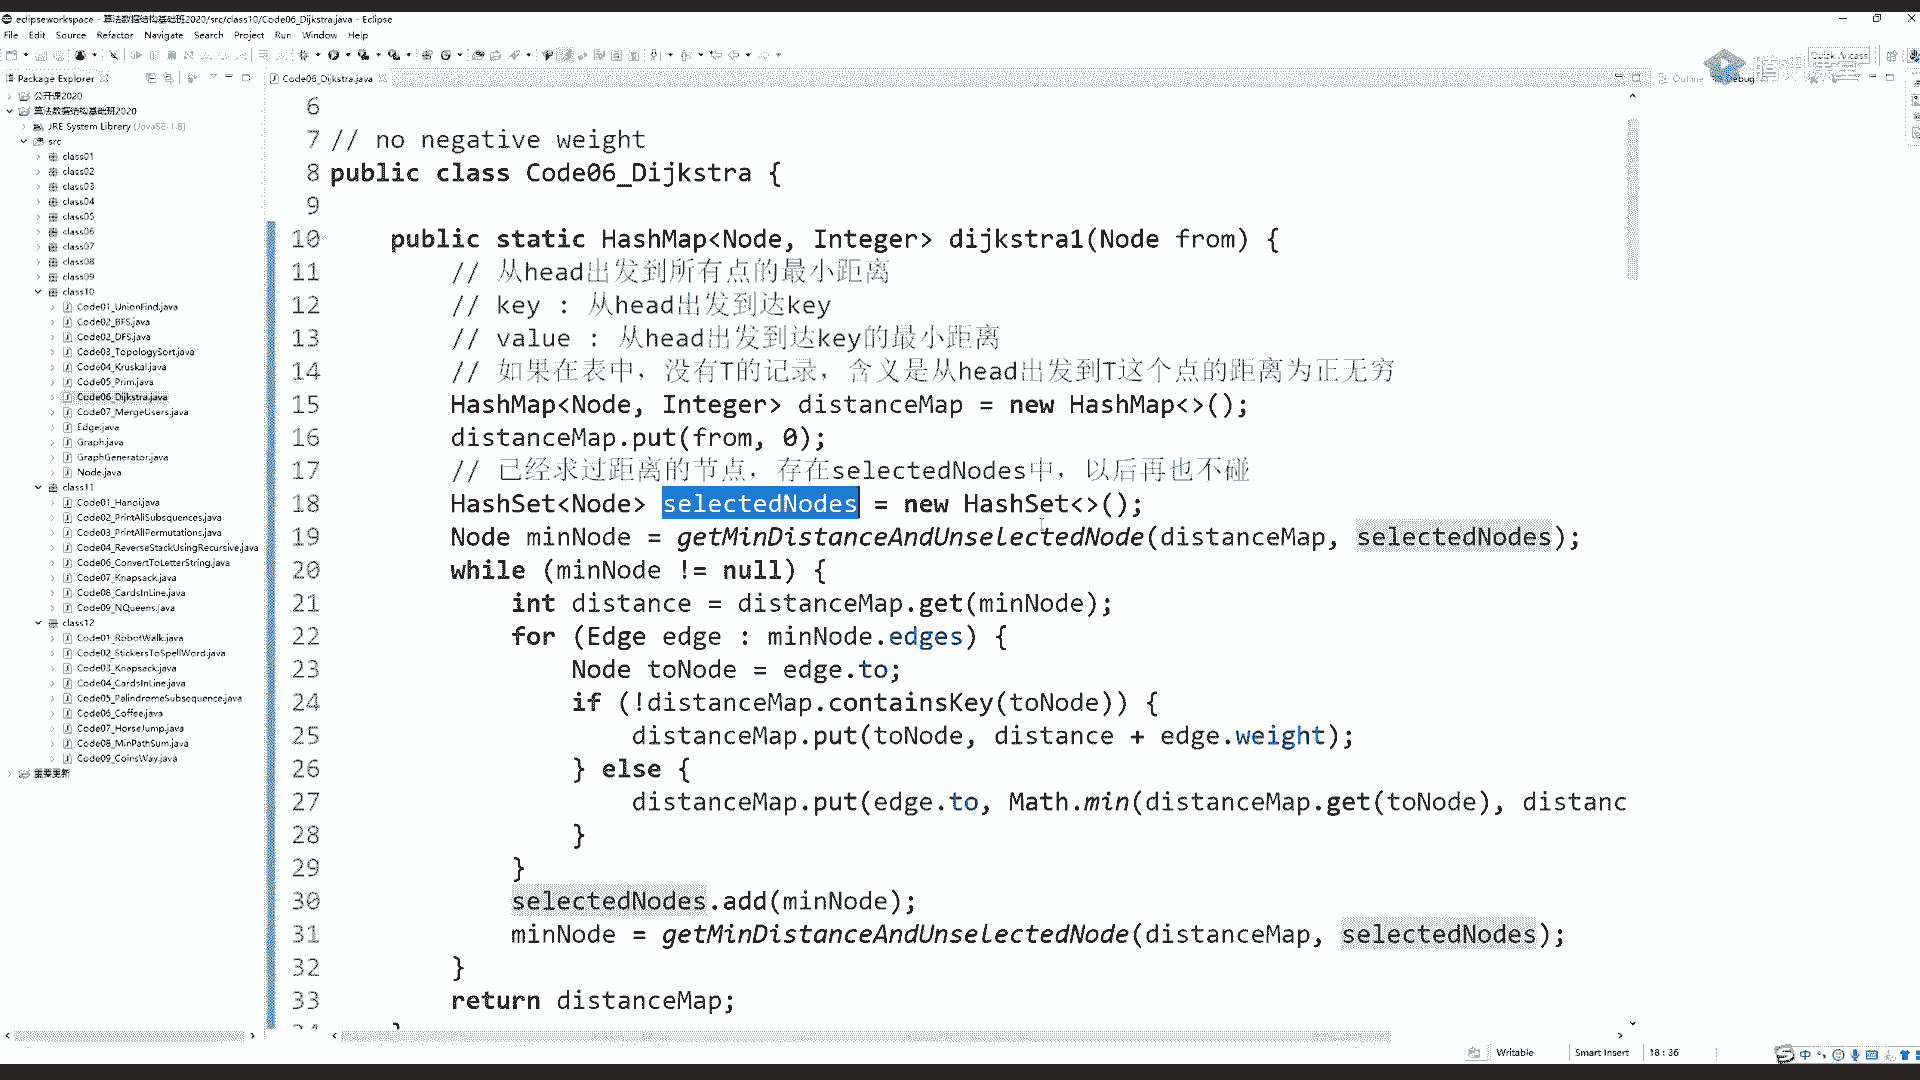 eclipseworkspace - 算法数据结构基础班2020/src/class10/Code06_Dijkstra.java - Eclipse
File Edit Source Refactor Navigate Search Project Run Window Help
Quick Access
腾讯课堂
Package Explorer
Code06_Dijkstra.java
Outline
Debug
公开课2020
算法数据结构基础班2020
JRE System Library [JavaSE-1.8]
src
class01
class02
class03
class04
class05
class06
class07
class08
class09
class10
Code01_UnionFind.java
Code02_BFS.java
Code02_DFS.java
Code03_TopologySort.java
Code04_Kruskal.java
Code05_Prim.java
Code06_Dijkstra.java
Code07_MergeUsers.java
Edge.java
Graph.java
GraphGenerator.java
Node.java
class11
Code01_Hanoi.java
Code02_PrintAllSubsquences.java
Code03_PrintAllPermutations.java
Code04_ReverseStackUsingRecursive.java
Code06_ConvertToLetterString.java
Code07_Knapsack.java
Code08_CardsInLine.java
Code09_NQueens.java
class12
Code01_RobotWalk.java
Code02_StickersToSpellWord.java
Code03_Knapsack.java
Code04_CardsInLine.java
Code05_PalindromeSubsequence.java
Code06_Coffee.java
Code07_HorseJump.java
Code08_MinPathSum.java
Code09_CoinsWay.java
重要更新
6
7 // no negative weight
8 public class Code06_Dijkstra {
9
10 public static HashMap<Node, Integer> dijkstra1(Node from) {
11 // 从head出发到所有点的最小距离
12 // key : 从head出发到达key
13 // value : 从head出发到达key的最小距离
14 // 如果在表中，没有T的记录，含义是从head出发到T这个点的距离为正无穷
15 HashMap<Node, Integer> distanceMap = new HashMap<>();
16 distanceMap.put(from, 0);
17 // 已经求过距离的节点，存在selectedNodes中，以后再也不碰
18 HashSet<Node> selectedNodes = new HashSet<>();
19 Node minNode = getMinDistanceAndUnselectedNode(distanceMap, selectedNodes);
20 while (minNode != null) {
21 int distance = distanceMap.get(minNode);
22 for (Edge edge : minNode.edges) {
23 Node toNode = edge.to;
24 if (!distanceMap.containsKey(toNode)) {
25 distanceMap.put(toNode, distance + edge.weight);
26 } else {
27 distanceMap.put(edge.to, Math.min(distanceMap.get(toNode), distanc
28 }
29 }
30 selectedNodes.add(minNode);
31 minNode = getMinDistanceAndUnselectedNode(distanceMap, selectedNodes);
32 }
33 return distanceMap;
Writable Smart Insert 18 : 36
中